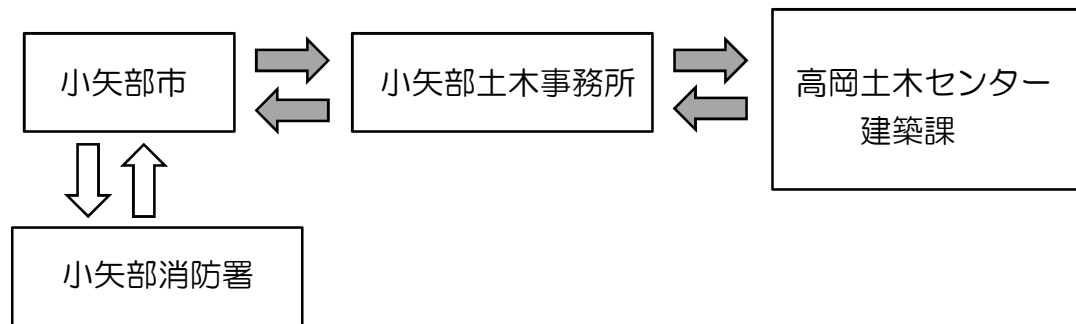 小矢部市
小矢部土木事務所
高岡土木センター
建築課
小矢部消防署